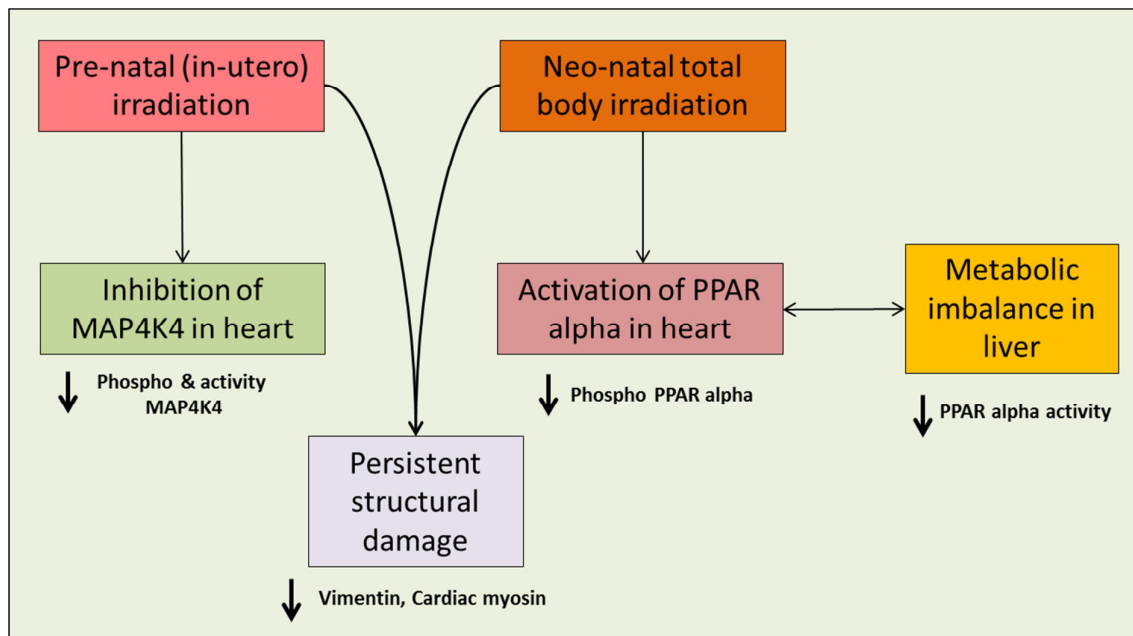 Pre-natal (in-utero)
irradiation
Neo-natal total
body irradiation
Inhibition of
MAP4K4 in heart
Activation of PPAR
alpha in heart
Metabolic
imbalance in
liver
Phospho & activity
MAP4K4
Phospho PPAR alpha
PPAR alpha activity
Persistent
structural
damage
Vimentin, Cardiac myosin